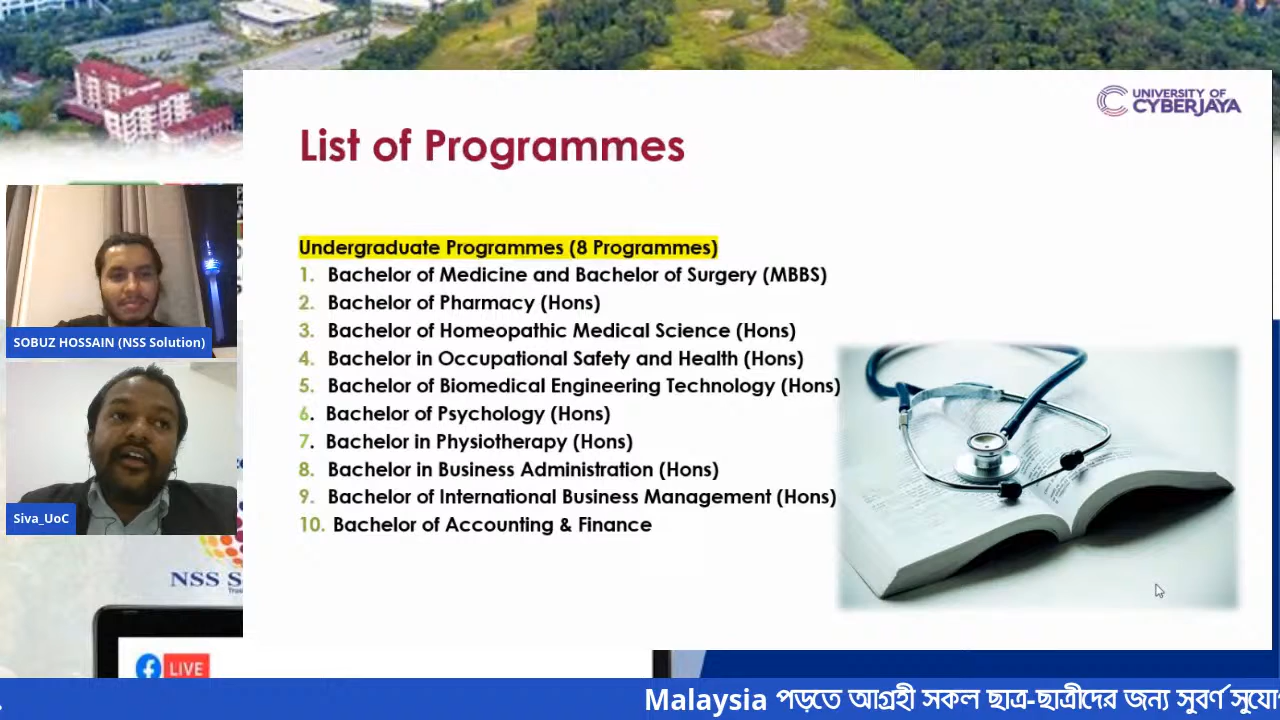 UNIVERSITY OF
CYBERJAYA
List of Programmes
Undergraduate Programmes (8 Programmes)
1. Bachelor of Medicine and Bachelor of Surgery (MBBS)
2. Bachelor of Pharmacy (Hons)
3. Bachelor of Homeopathic Medical Science (Hons)
4. Bachelor in Occupational Safety and Health (Hons)
5. Bachelor of Biomedical Engineering Technology (Hons)
6. Bachelor of Psychology (Hons)
7. Bachelor in Physiotherapy (Hons)
8. Bachelor in Business Administration (Hons)
9. Bachelor of International Business Management (Hons)
10. Bachelor of Accounting & Finance
SOBUZ HOSSAIN (NSS Solution)
Siva_UoC
NSS S
LIVE
Malaysia পড়তে আগ্রহী সকল ছাত্র-ছাত্রীদের জন্য সুবর্ণ সুযো